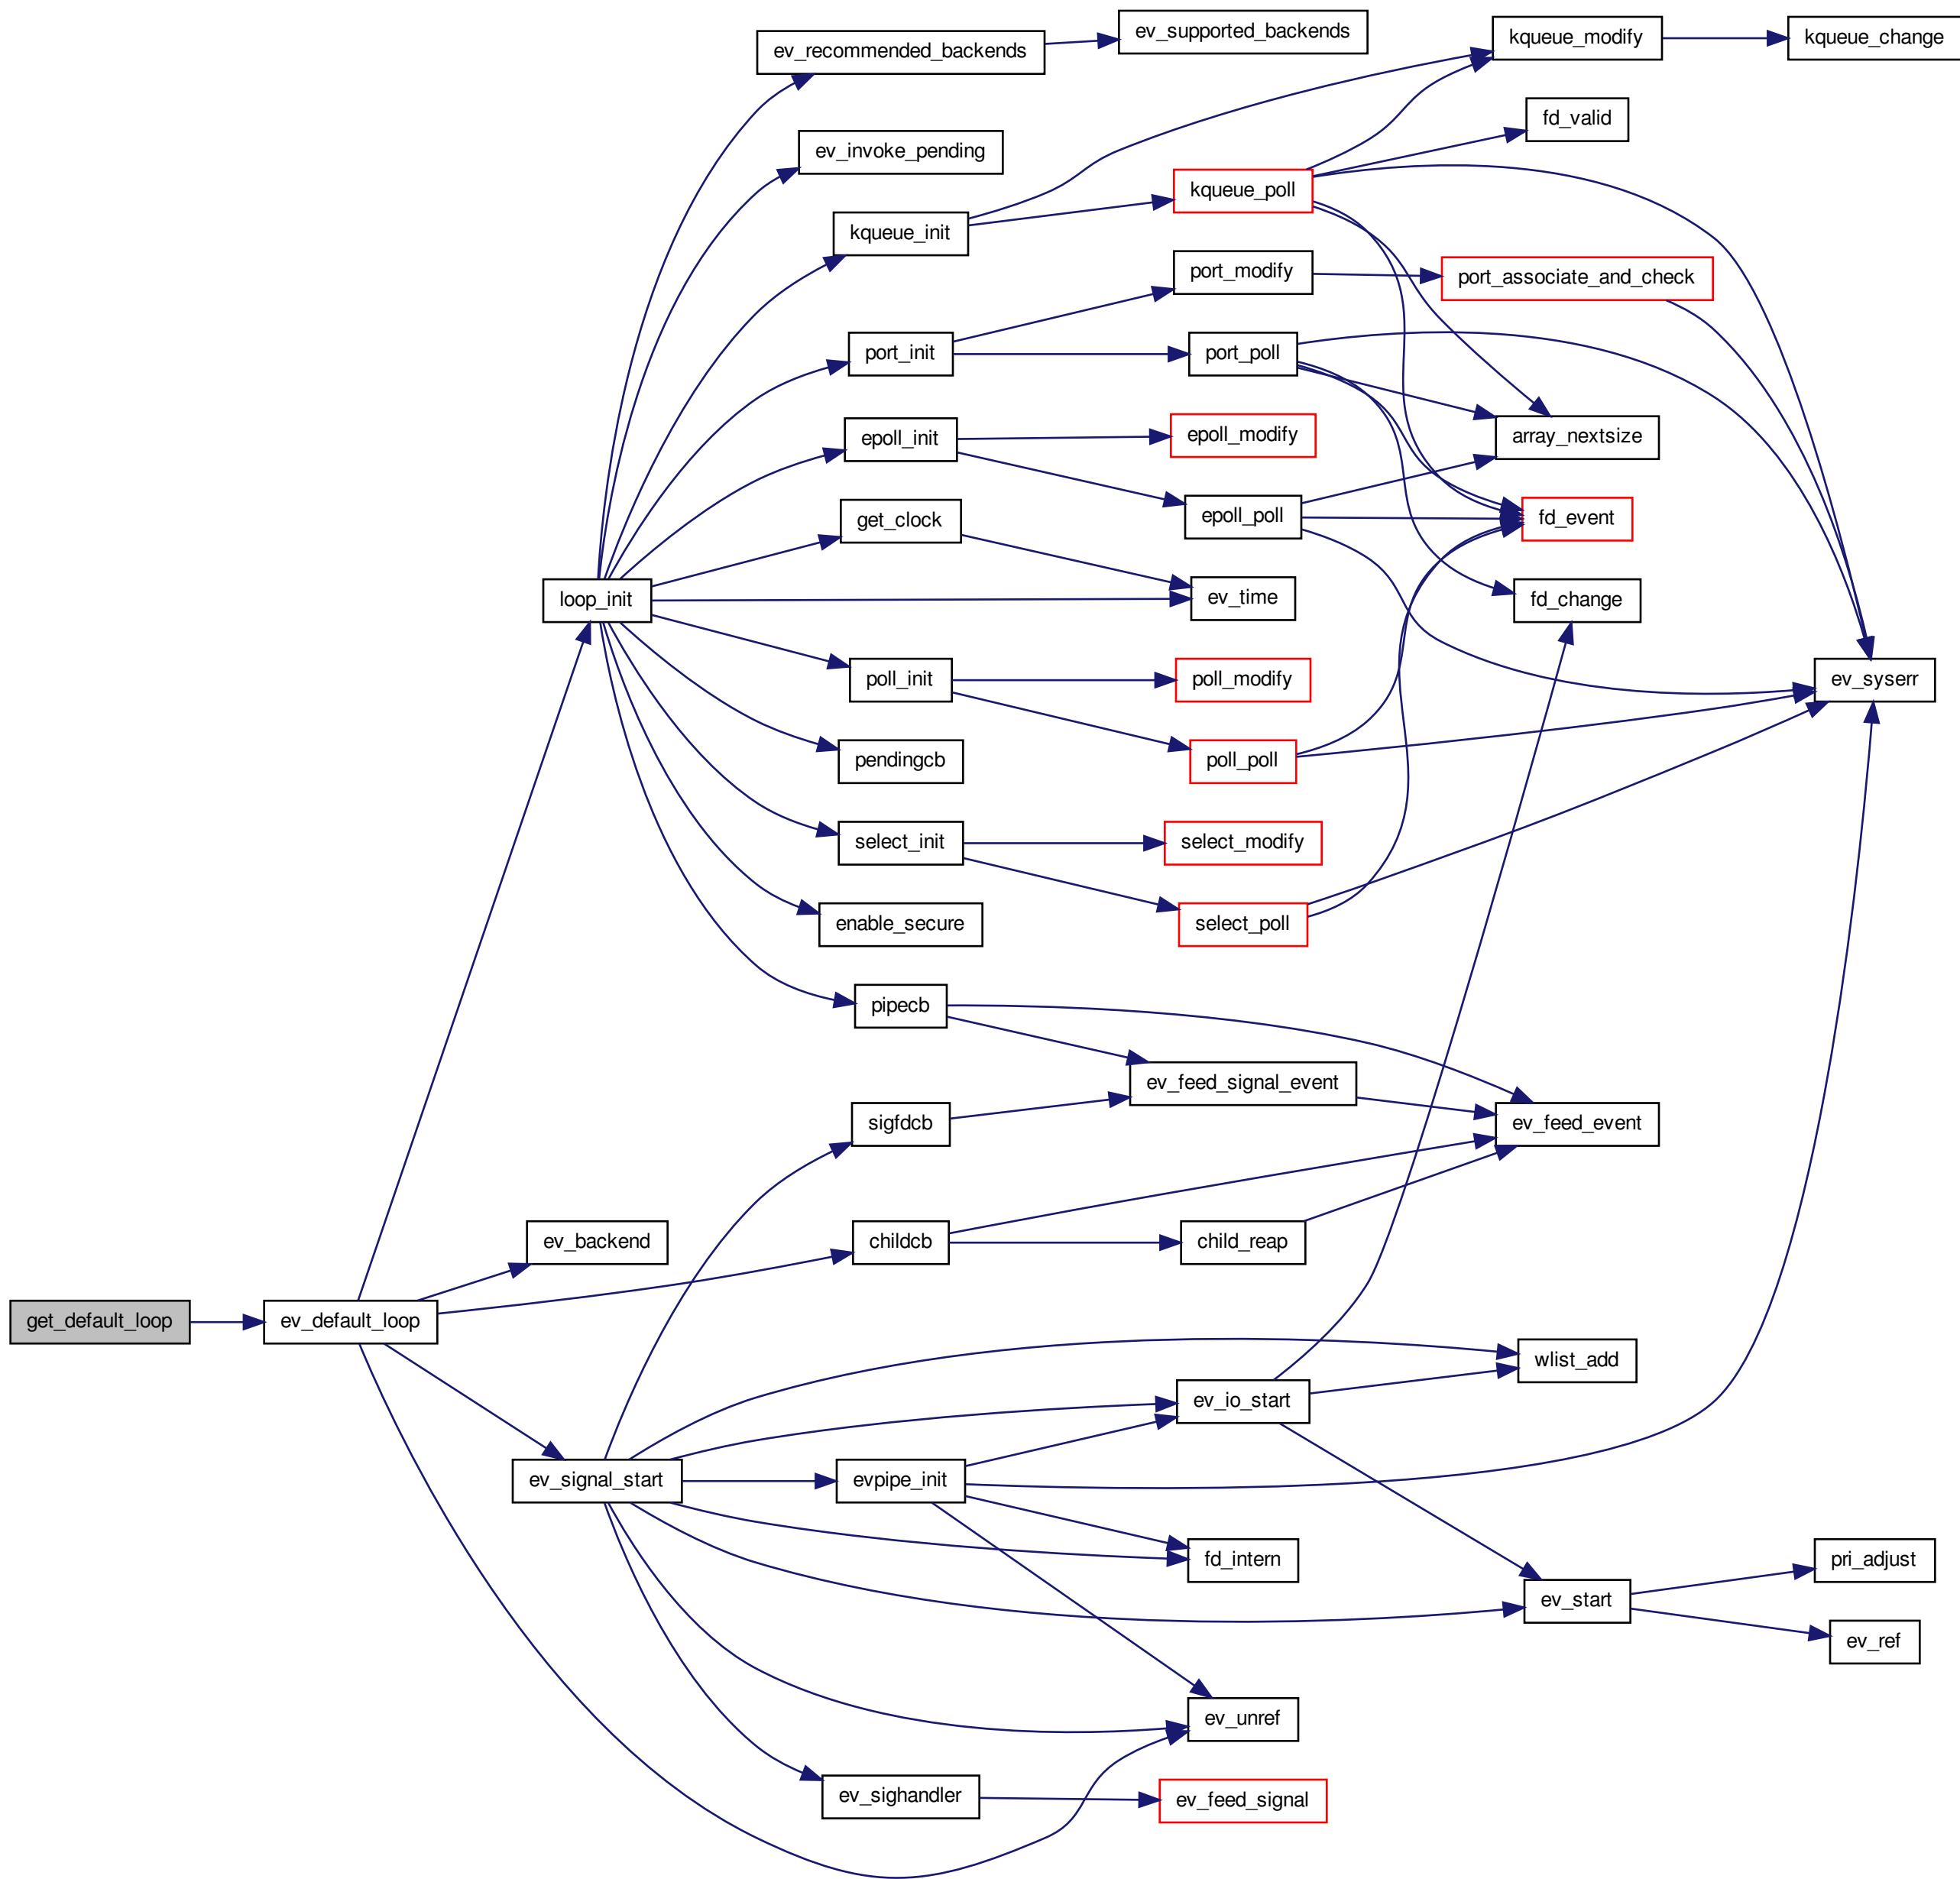 ev_supported_backends
kqueue_modify
kqueue_change
ev_recommended_backends
fd_valid
ev_invoke_pending
kqueue_poll
kqueue_init
port_modify
port_associate_and_check
port_init
port_poll
epoll_init
epoll_modify
array_nextsize
get_clock
epoll_poll
fd_event
loop_init
ev_time
fd_change
poll_init
poll_modify
ev_syserr
pendingcb
poll_poll
select_init
select_modify
enable_secure
select_poll
pipecb
ev_feed_signal_event
sigfdcb
ev_feed_event
ev_backend
childcb
child_reap
get_default_loop
ev_default_loop
wlist_add
ev_io_start
ev_signal_start
evpipe_init
fd_intern
pri_adjust
ev_start
ev_ref
ev_unref
ev_sighandler
ev_feed_signal